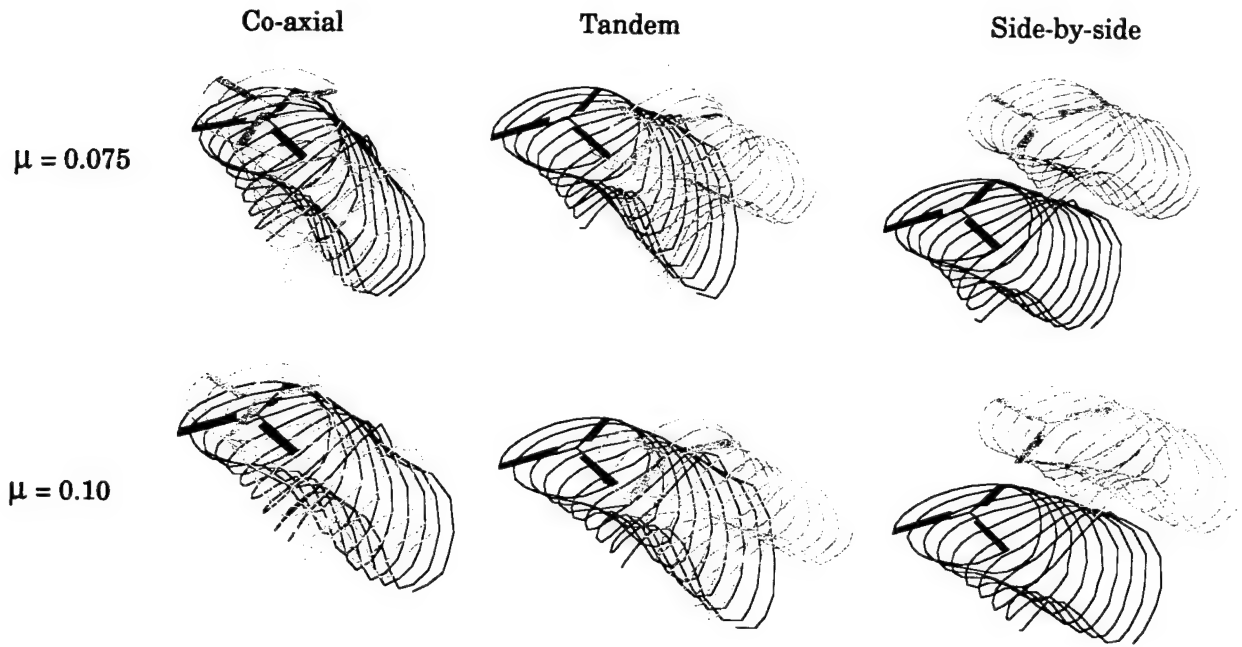 Co-axial Tandem Side-by-side
μ = 0.075
μ = 0.10